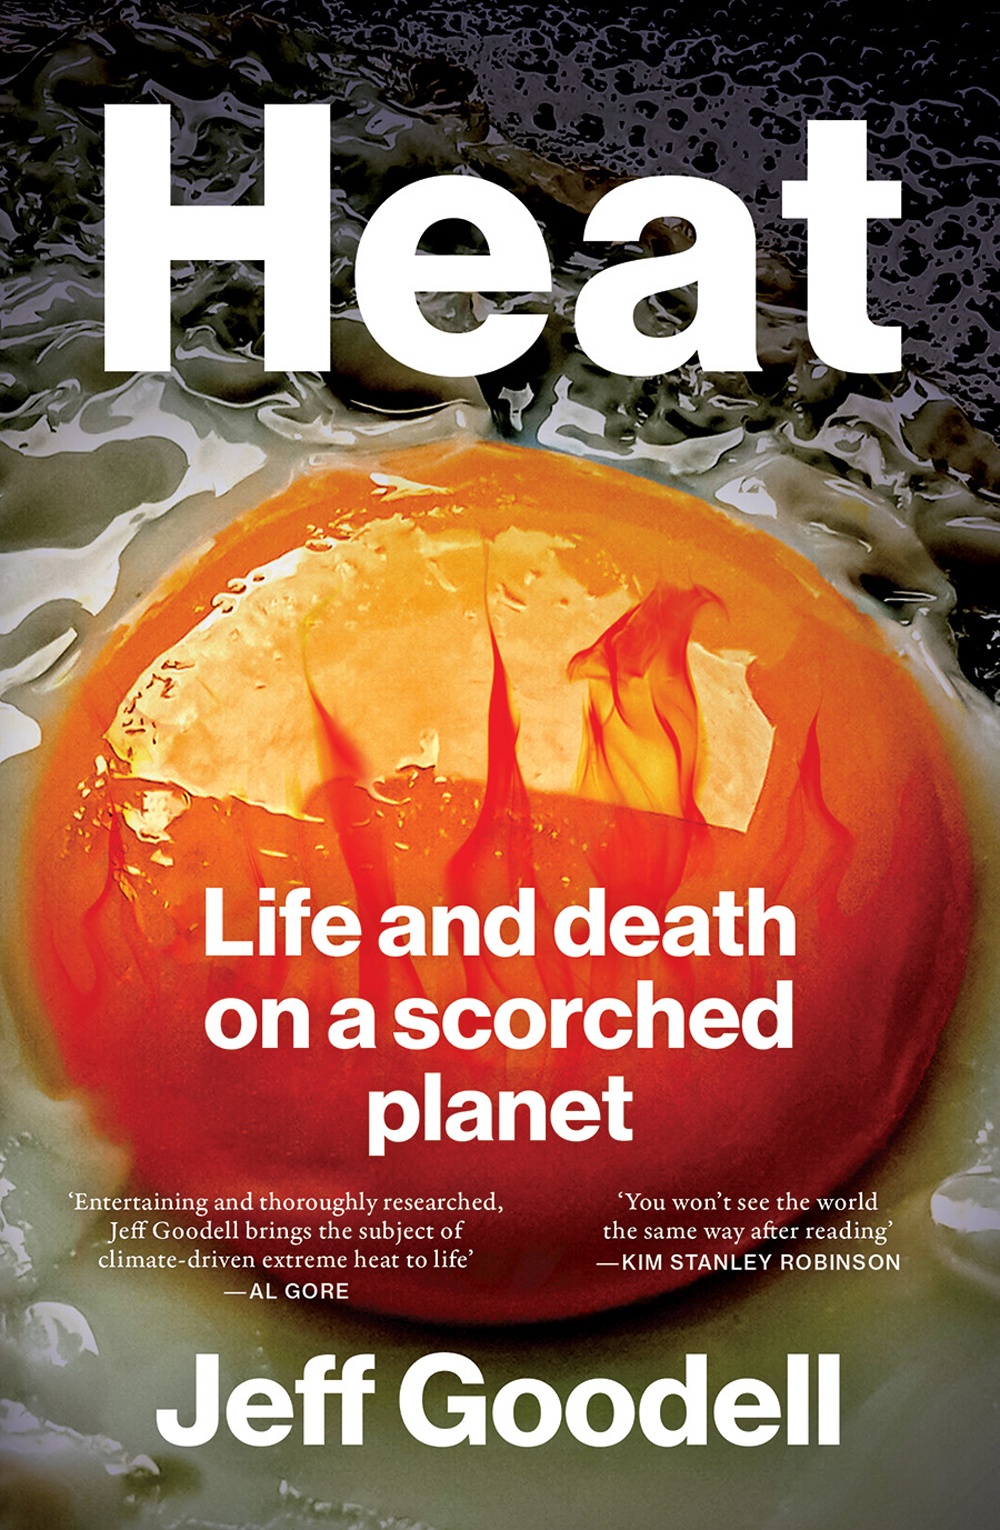 Heat
Life and death
on a scorched
planet
‘Entertaining and thoroughly researched,
Jeff Goodell brings the subject of
climate-driven extreme heat to life’
—AL GORE
‘You won’t see the world
the same way after reading’
—KIM STANLEY ROBINSON
Jeff Goodell